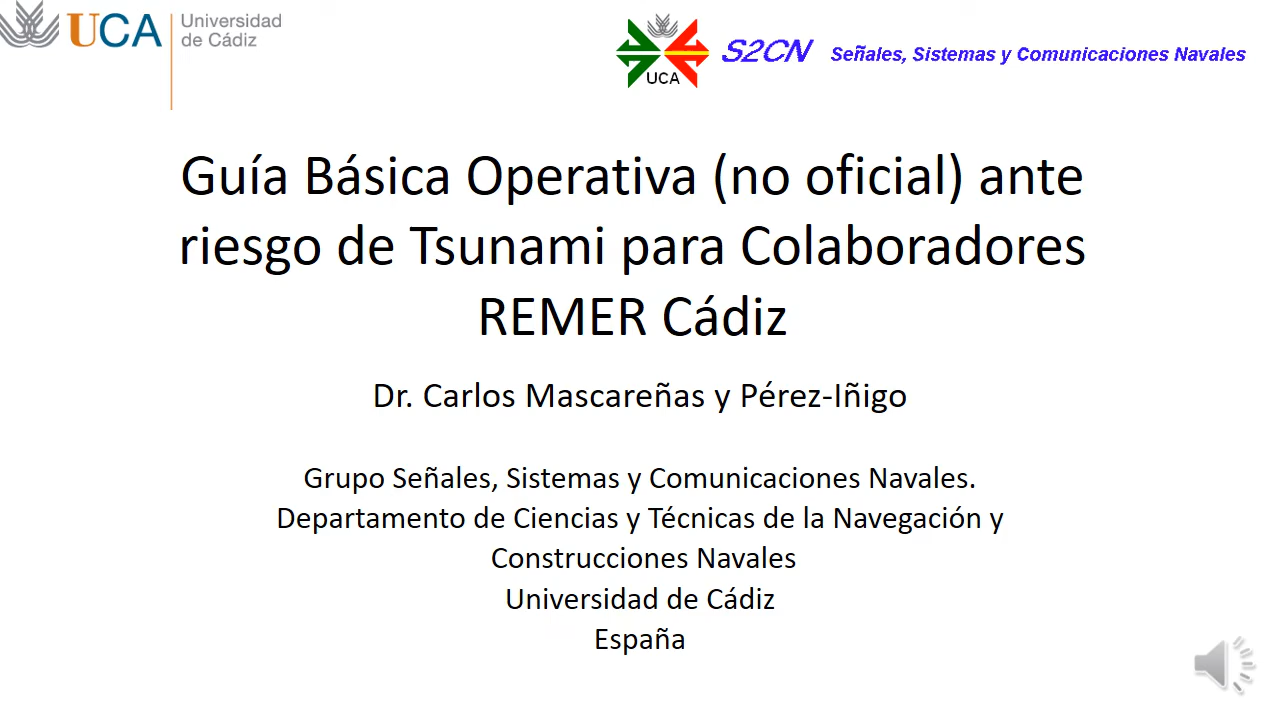 UCA
Universidad
de Cádiz
UCA
S2CN
Señales, Sistemas y Comunicaciones Navales
Guía Básica Operativa (no oficial) ante
riesgo de Tsunami para Colaboradores
REMER Cádiz
Dr. Carlos Mascareñas y Pérez-Iñigo
Grupo Señales, Sistemas y Comunicaciones Navales.
Departamento de Ciencias y Técnicas de la Navegación y
Construcciones Navales
Universidad de Cádiz
España